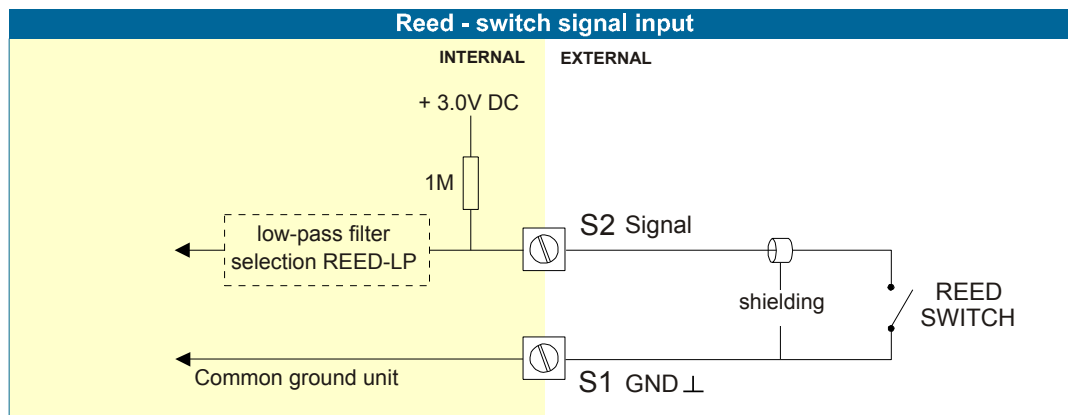 Reed - switch signal input
INTERNAL
EXTERNAL
+ 3.0V DC
1M
low-pass filter
selection REED-LP
S2 Signal
shielding
REED
SWITCH
Common ground unit
S1 GND ⊥